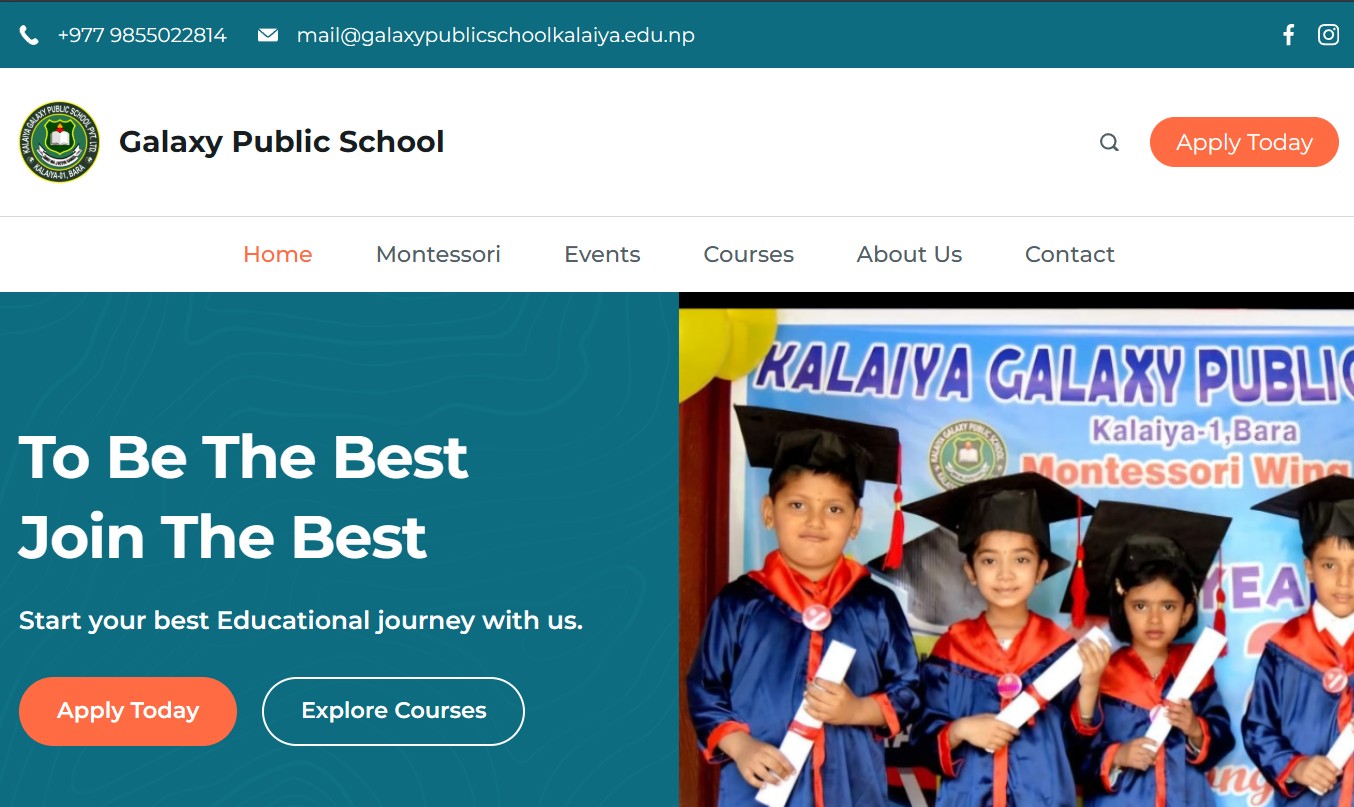 +977 9855022814 mail@galaxypublicschoolkalaiya.edu.np
KALAIYA GALAXY PUBLIC SCHOOL PVT. LTD.
KALAIYA-01, BARA
Galaxy Public School
Apply Today
Home Montessori Events Courses About Us Contact
To Be The Best
Join The Best
Start your best Educational journey with us.
Apply Today Explore Courses
KALAIYA GALAXY PUBLIC
Kalaiya-1,Bara
Montessori Wing
YEA